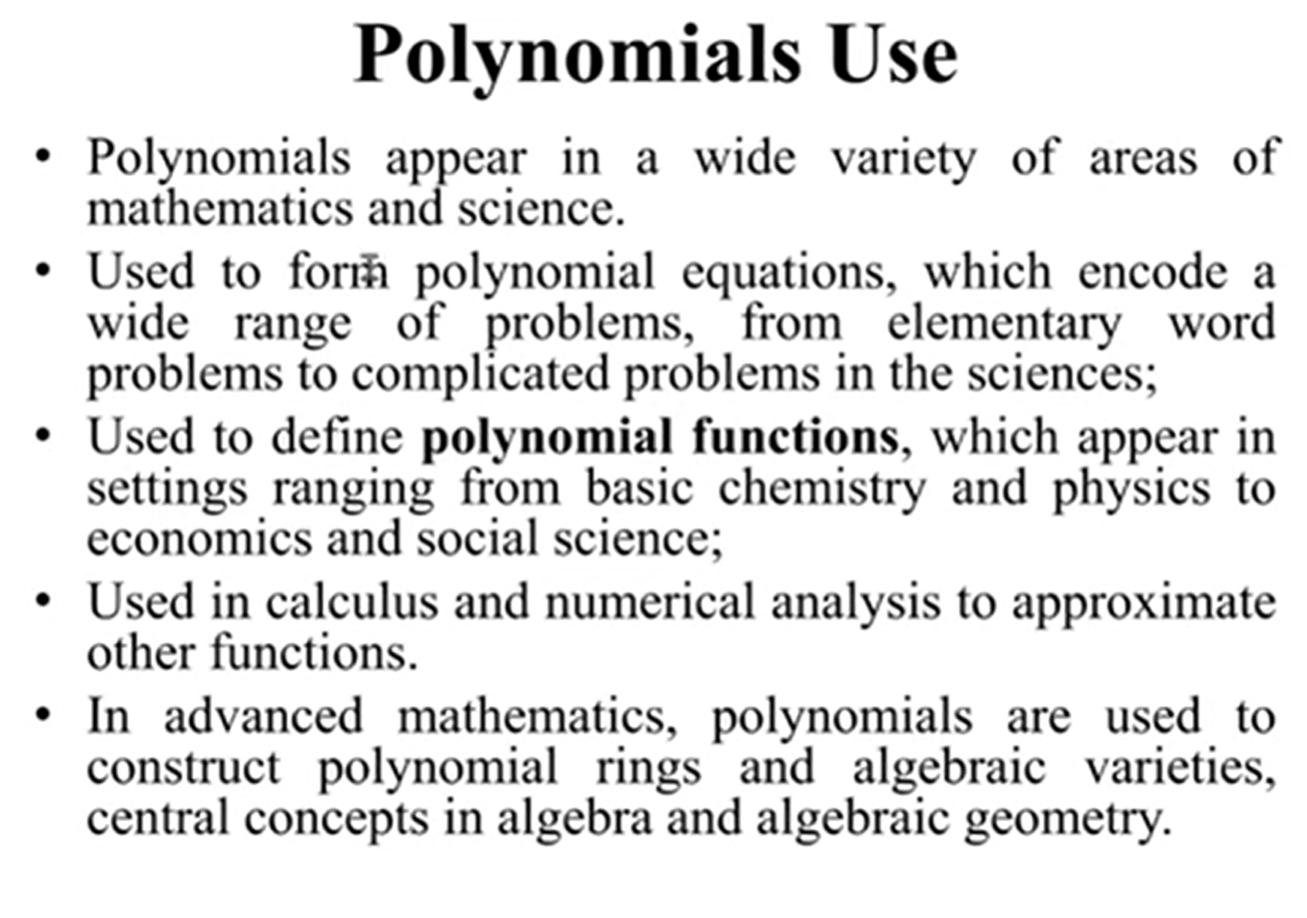 Polynomials Use
• Polynomials appear in a wide variety of areas of
mathematics and science.
• Used to form polynomial equations, which encode a
wide range of problems, from elementary word
problems to complicated problems in the sciences;
• Used to define polynomial functions, which appear in
settings ranging from basic chemistry and physics to
economics and social science;
• Used in calculus and numerical analysis to approximate
other functions.
• In advanced mathematics, polynomials are used to
construct polynomial rings and algebraic varieties,
central concepts in algebra and algebraic geometry.